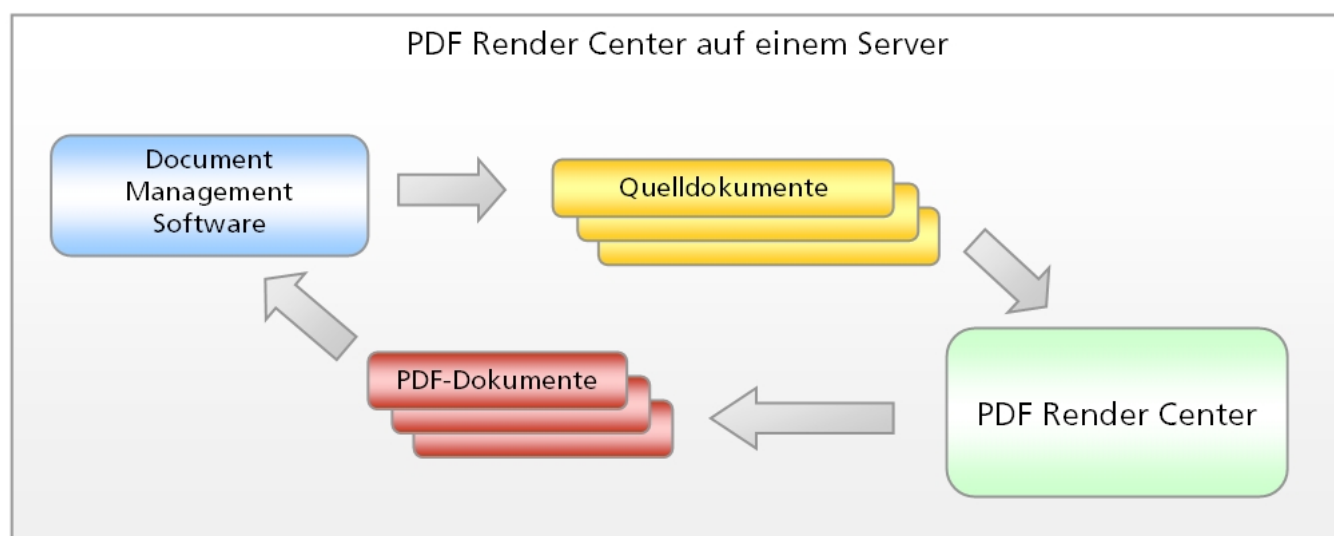 PDF Render Center auf einem Server
Document
Management
Software
Quelldokumente
PDF-Dokumente
PDF Render Center